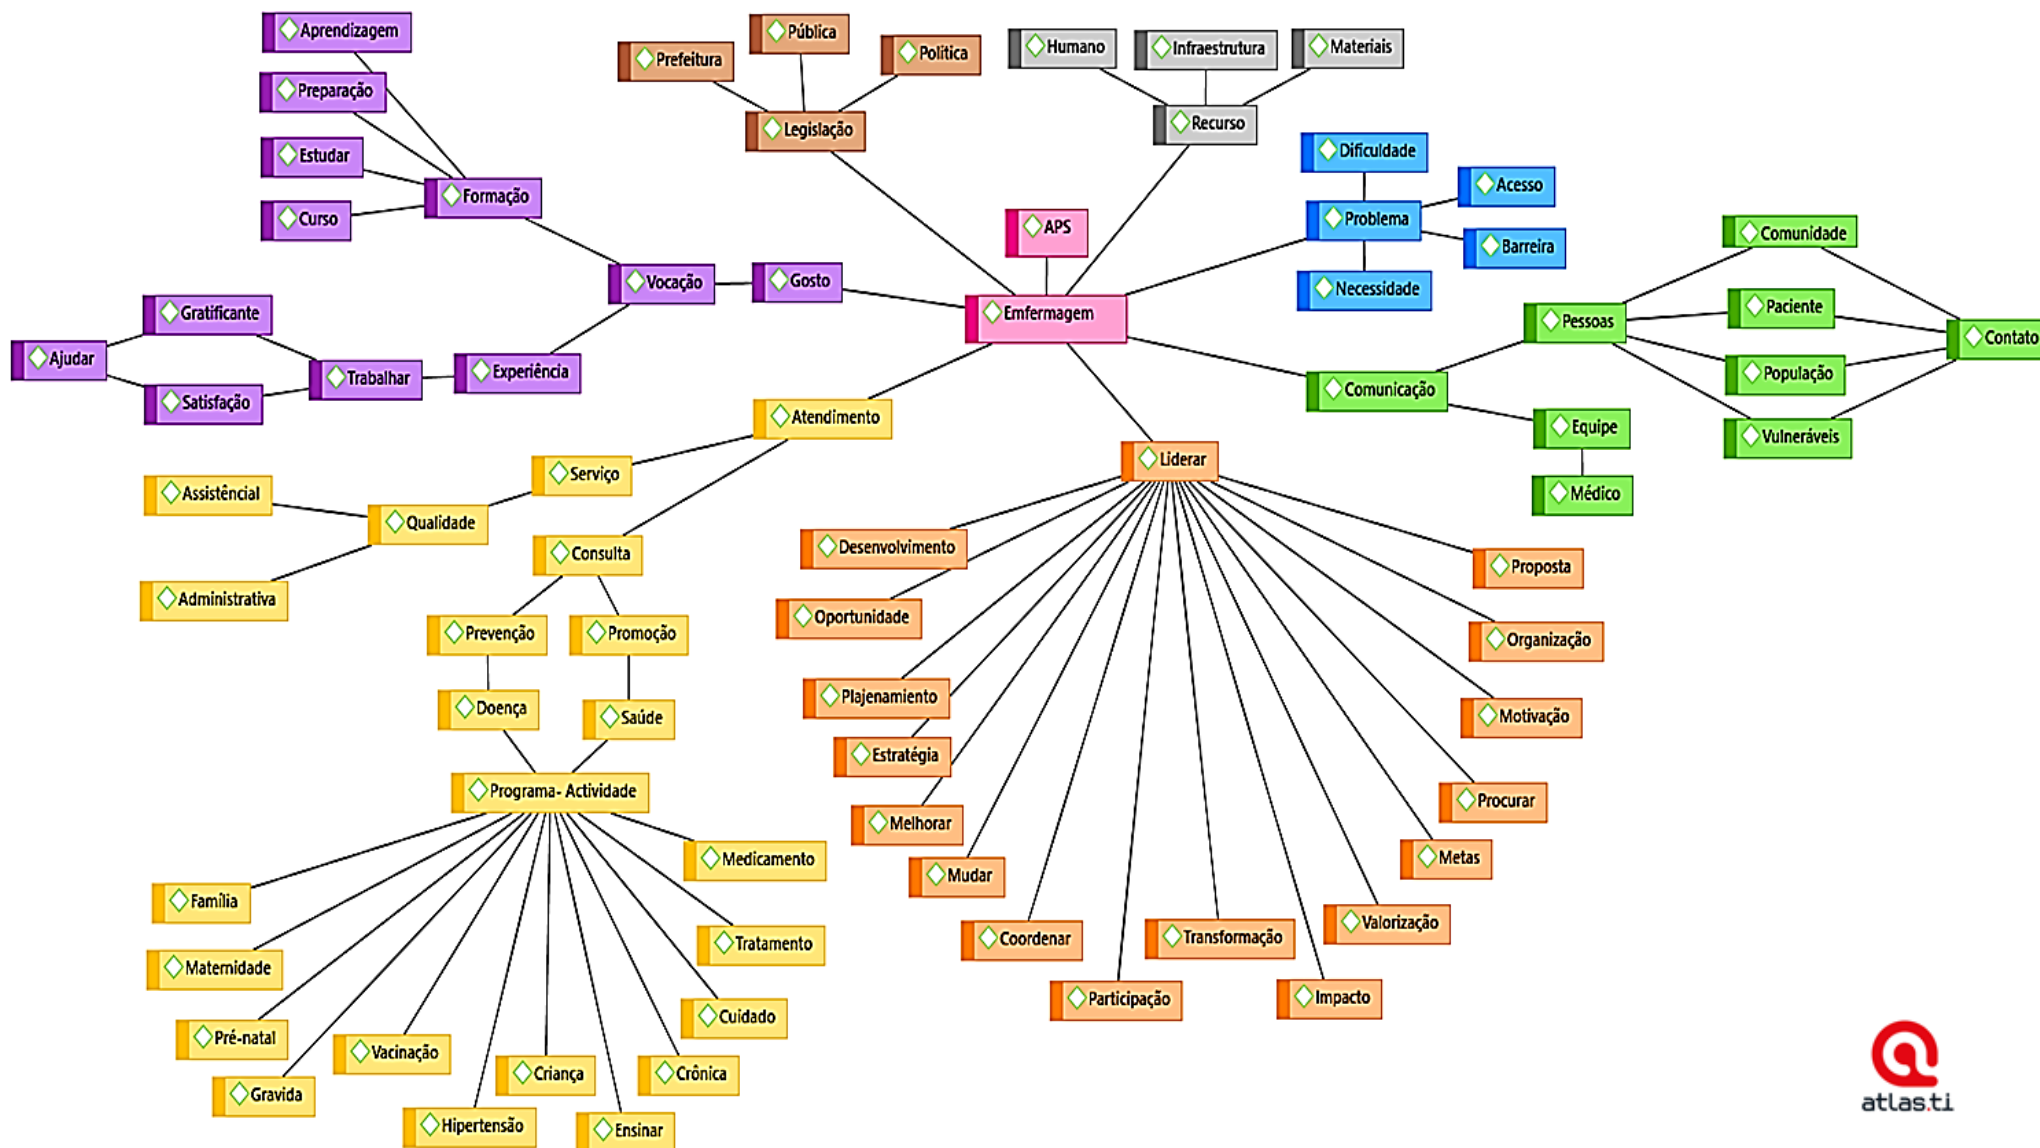 Aprendizagem
Preparação
Estudar
Curso
Formação
Vocação
Gosto
Gratificante
Ajudar
Satisfação
Trabalhar
Experiência
Prefeitura
Pública
Política
Legislação
Humano
Infraestrutura
Materiais
Recurso
APS
Emfermagem
Dificuldade
Problema
Acesso
Barreira
Necessidade
Comunidade
Pessoas
Paciente
Contato
População
Vulneráveis
Comunicação
Equipe
Médico
Atendimento
Serviço
Assistêncial
Qualidade
Administrativa
Consulta
Prevenção
Promoção
Doença
Saúde
Programa- Actividade
Medicamento
Família
Tratamento
Maternidade
Cuidado
Pré-natal
Vacinação
Gravida
Criança
Crônica
Hipertensão
Ensinar
Liderar
Desenvolvimento
Proposta
Oportunidade
Organização
Plajenamiento
Motivação
Estratégia
Procurar
Melhorar
Metas
Mudar
Valorização
Coordenar
Transformação
Participação
Impacto
atlas.ti